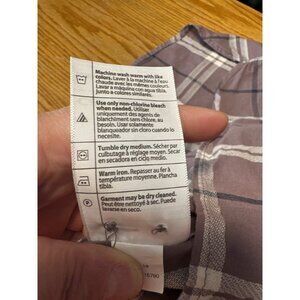 Machine wash warm with like
colors. Laver à la machine à l'eau
chaude avec les mêmes couleurs.
Lavar a máquina con agua tibia,
junto a colores similares.
Use only non-chlorine bleach
when needed. Utiliser
uniquement des agents de
blanchiment sans chlore, au
besoin. Usar solamente
blanqueador sin cloro cuando lo
necesite.
Tumble dry medium. Sécher par
culbutage à réglage moyen. Secar
en secadora en ciclo medio.
Warm iron. Repasser au fer à
température moyenne. Plancha
tibia.
Garment may be dry cleaned.
Peut être nettoyé à sec. Puede
lavarse en seco.